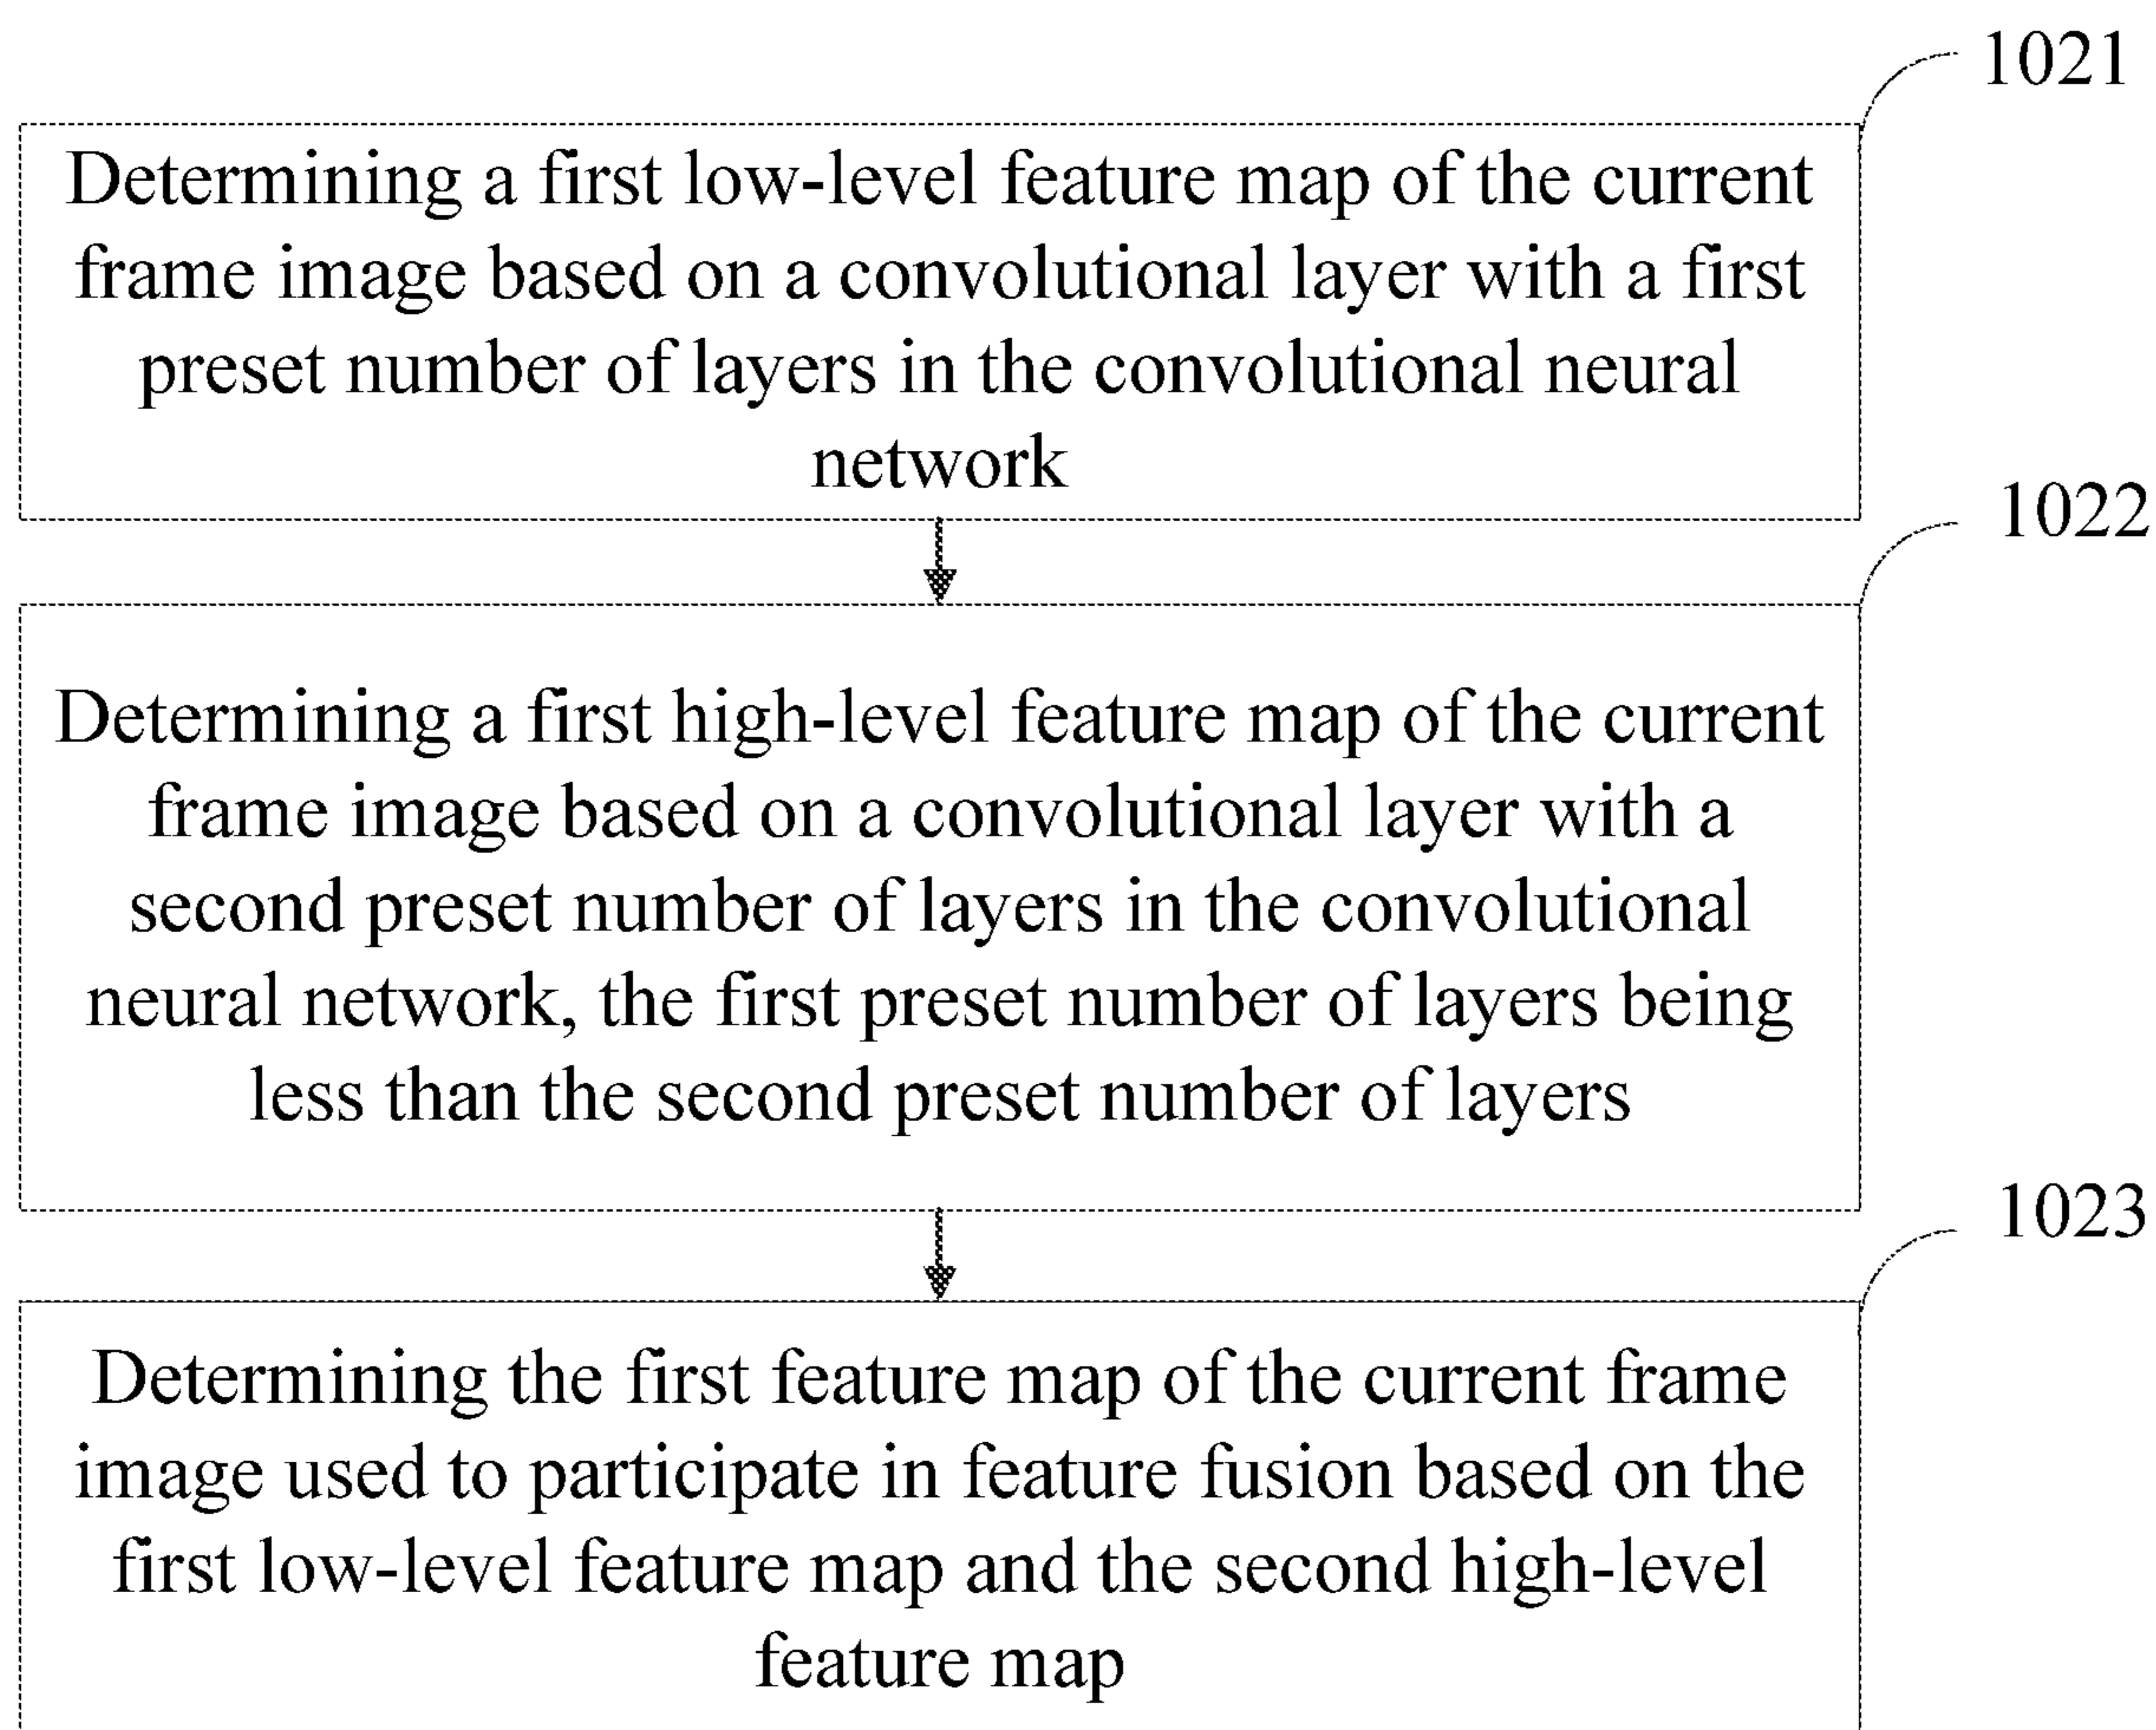 1021
Determining a first low-level feature map of the current
frame image based on a convolutional layer with a first
preset number of layers in the convolutional neural
network
1022
Determining a first high-level feature map of the current
frame image based on a convolutional layer with a
second preset number of layers in the convolutional
neural network, the first preset number of layers being
less than the second preset number of layers
1023
Determining the first feature map of the current frame
image used to participate in feature fusion based on the
first low-level feature map and the second high-level
feature map